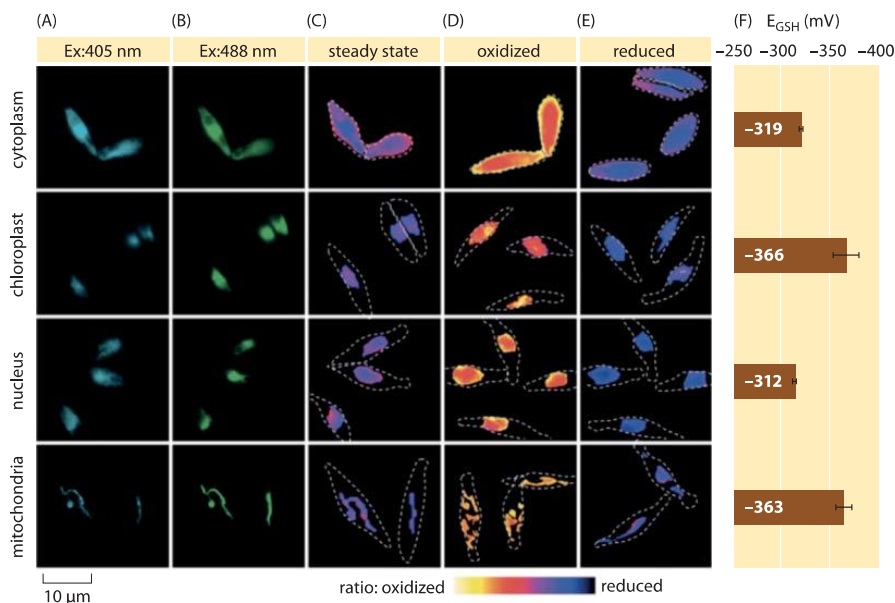 (A) (B) (C) (D) (E) (F) E_GSH (mV)
Ex:405 nm Ex:488 nm steady state oxidized reduced −250 −300 −350 −400
cytoplasm −319
chloroplast −366
nucleus −312
mitochondria −363
10 μm ratio: oxidized reduced